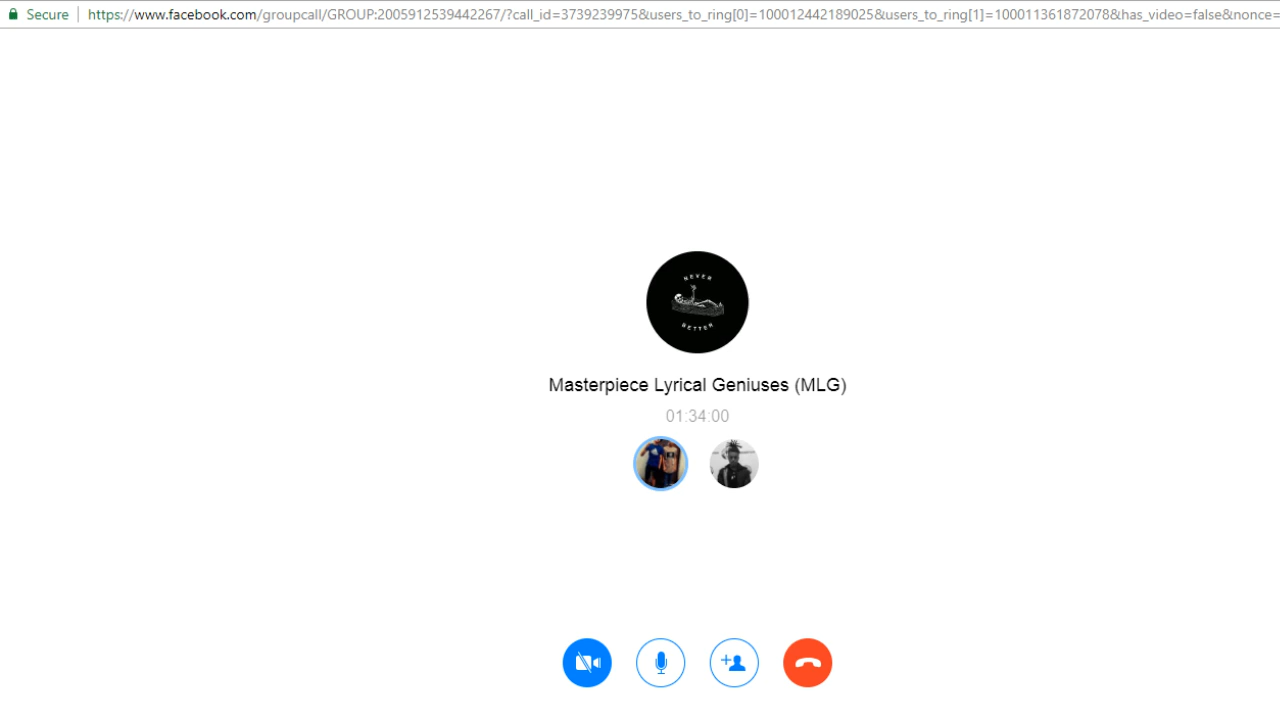 Secure https://www.facebook.com/groupcall/GROUP:2005912539442267/?call_id=3739239975&users_to_ring[0]=100012442189025&users_to_ring[1]=100011361872078&has_video=false&nonce=
NEVER
BETTER
Masterpiece Lyrical Geniuses (MLG)
01:34:00